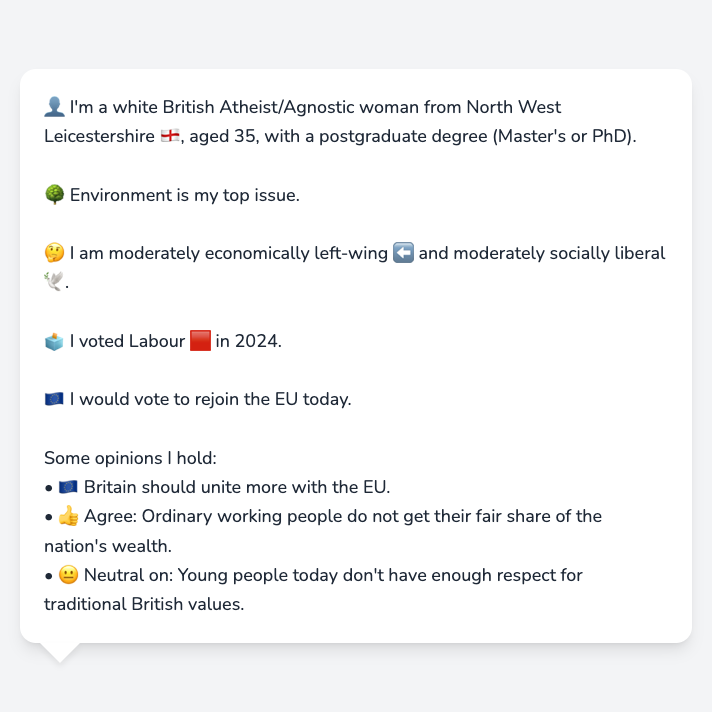 👤 I'm a white British Atheist/Agnostic woman from North West
Leicestershire 🏴󠁧󠁢󠁥󠁮󠁧󠁿, aged 35, with a postgraduate degree (Master's or PhD).
🌳 Environment is my top issue.
🤔 I am moderately economically left-wing ⬅️ and moderately socially liberal
🕊️.
🗳️ I voted Labour 🟥 in 2024.
🇪🇺 I would vote to rejoin the EU today.
Some opinions I hold:
• 🇪🇺 Britain should unite more with the EU.
• 👍 Agree: Ordinary working people do not get their fair share of the
nation's wealth.
• 😐 Neutral on: Young people today don't have enough respect for
traditional British values.